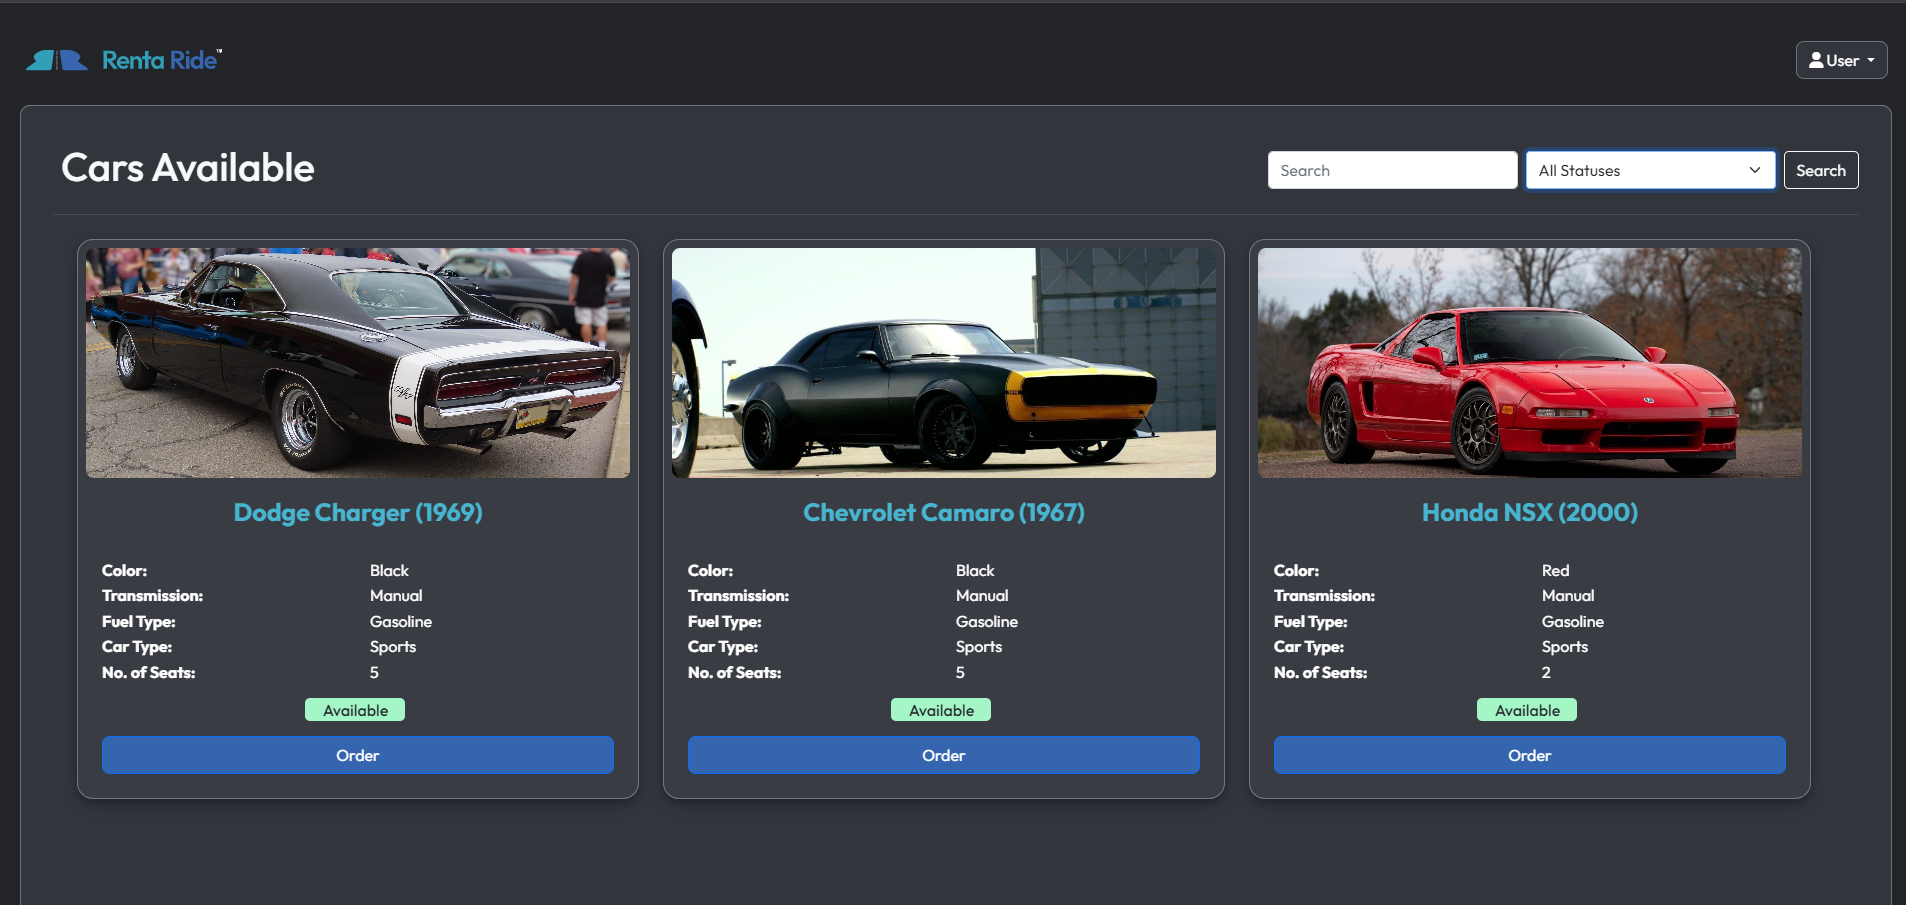 Renta Ride™
User
Cars Available
Search
All Statuses
Search
Dodge Charger (1969)
Color: Black
Transmission: Manual
Fuel Type: Gasoline
Car Type: Sports
No. of Seats: 5
Available
Order
Chevrolet Camaro (1967)
Color: Black
Transmission: Manual
Fuel Type: Gasoline
Car Type: Sports
No. of Seats: 5
Available
Order
Honda NSX (2000)
Color: Red
Transmission: Manual
Fuel Type: Gasoline
Car Type: Sports
No. of Seats: 2
Available
Order